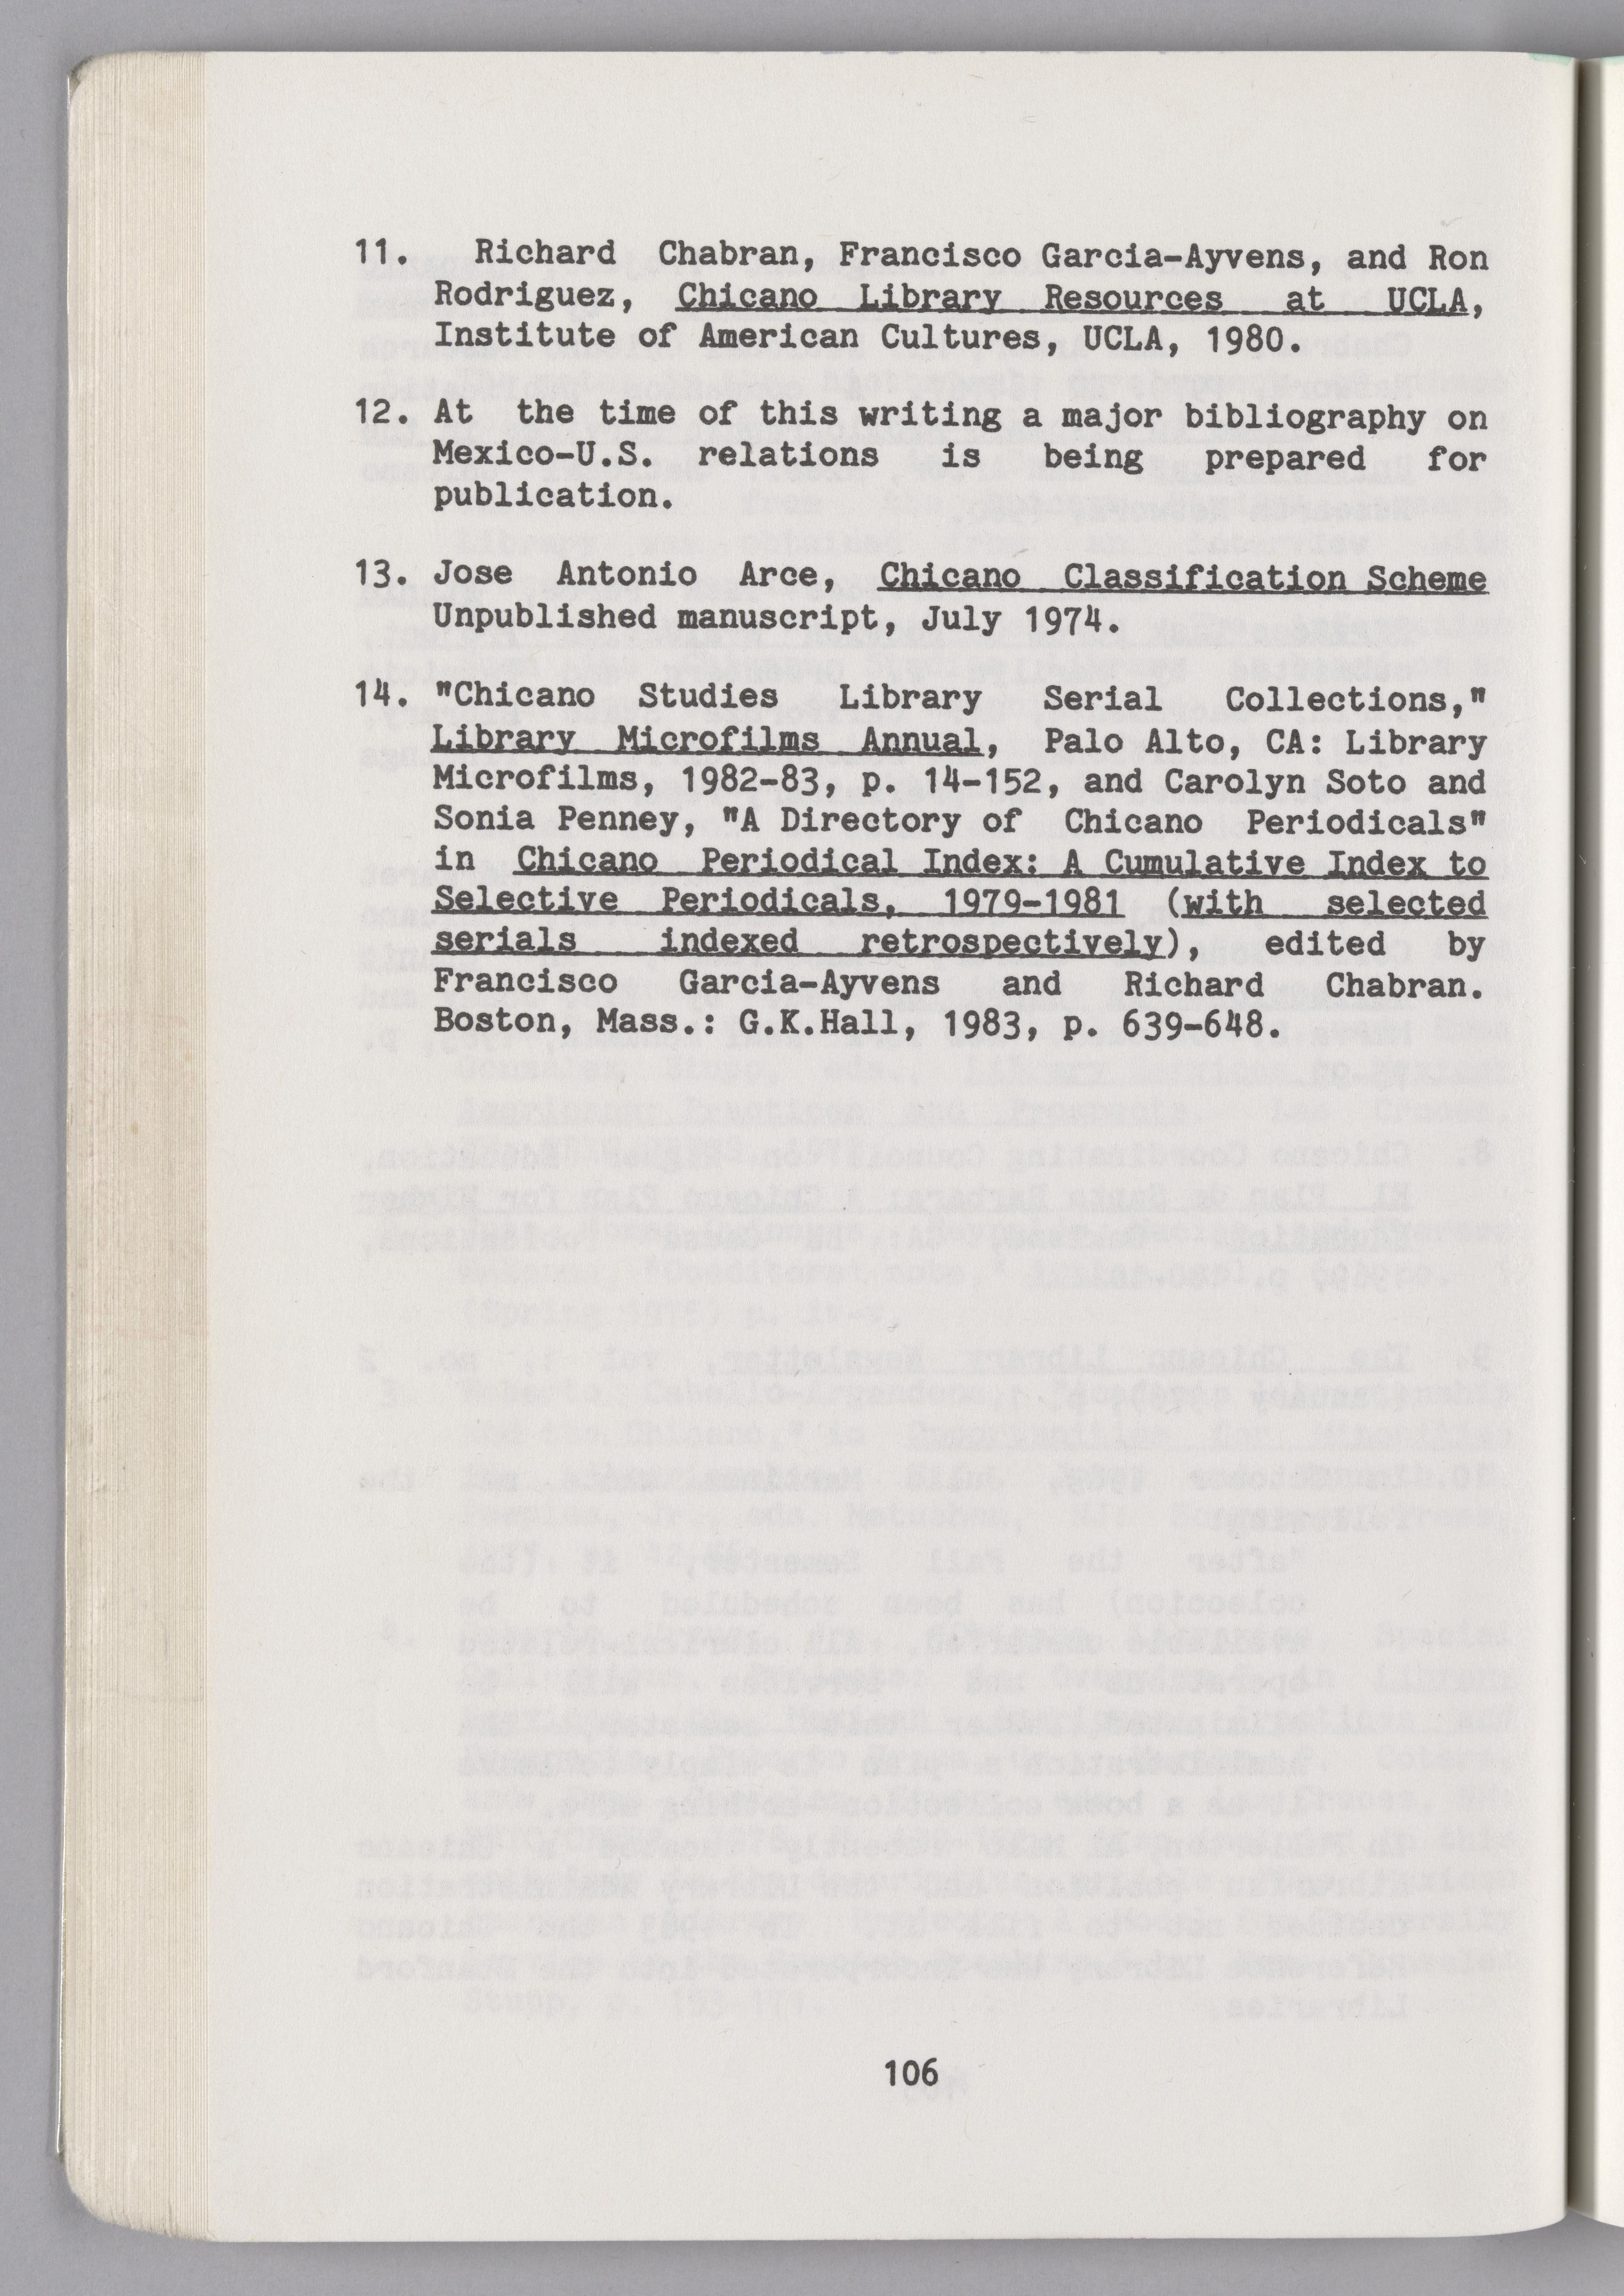 11. Richard Chabran, Francisco Garcia-Ayvens, and Ron
Rodriguez, Chicano Library Resources at UCLA,
Institute of American Cultures, UCLA, 1980.
12. At the time of this writing a major bibliography on
Mexico-U.S. relations is being prepared for
publication.
13. Jose Antonio Arce, Chicano Classification Scheme
Unpublished manuscript, July 1974.
14. "Chicano Studies Library Serial Collections,"
Library Microfilms Annual, Palo Alto, CA: Library
Microfilms, 1982-83, p. 14-152, and Carolyn Soto and
Sonia Penney, "A Directory of Chicano Periodicals"
in Chicano Periodical Index: A Cumulative Index to
Selective Periodicals, 1979-1981 (with selected
serials indexed retrospectively), edited by
Francisco Garcia-Ayvens and Richard Chabran.
Boston, Mass.: G.K.Hall, 1983, p. 639-648.
106